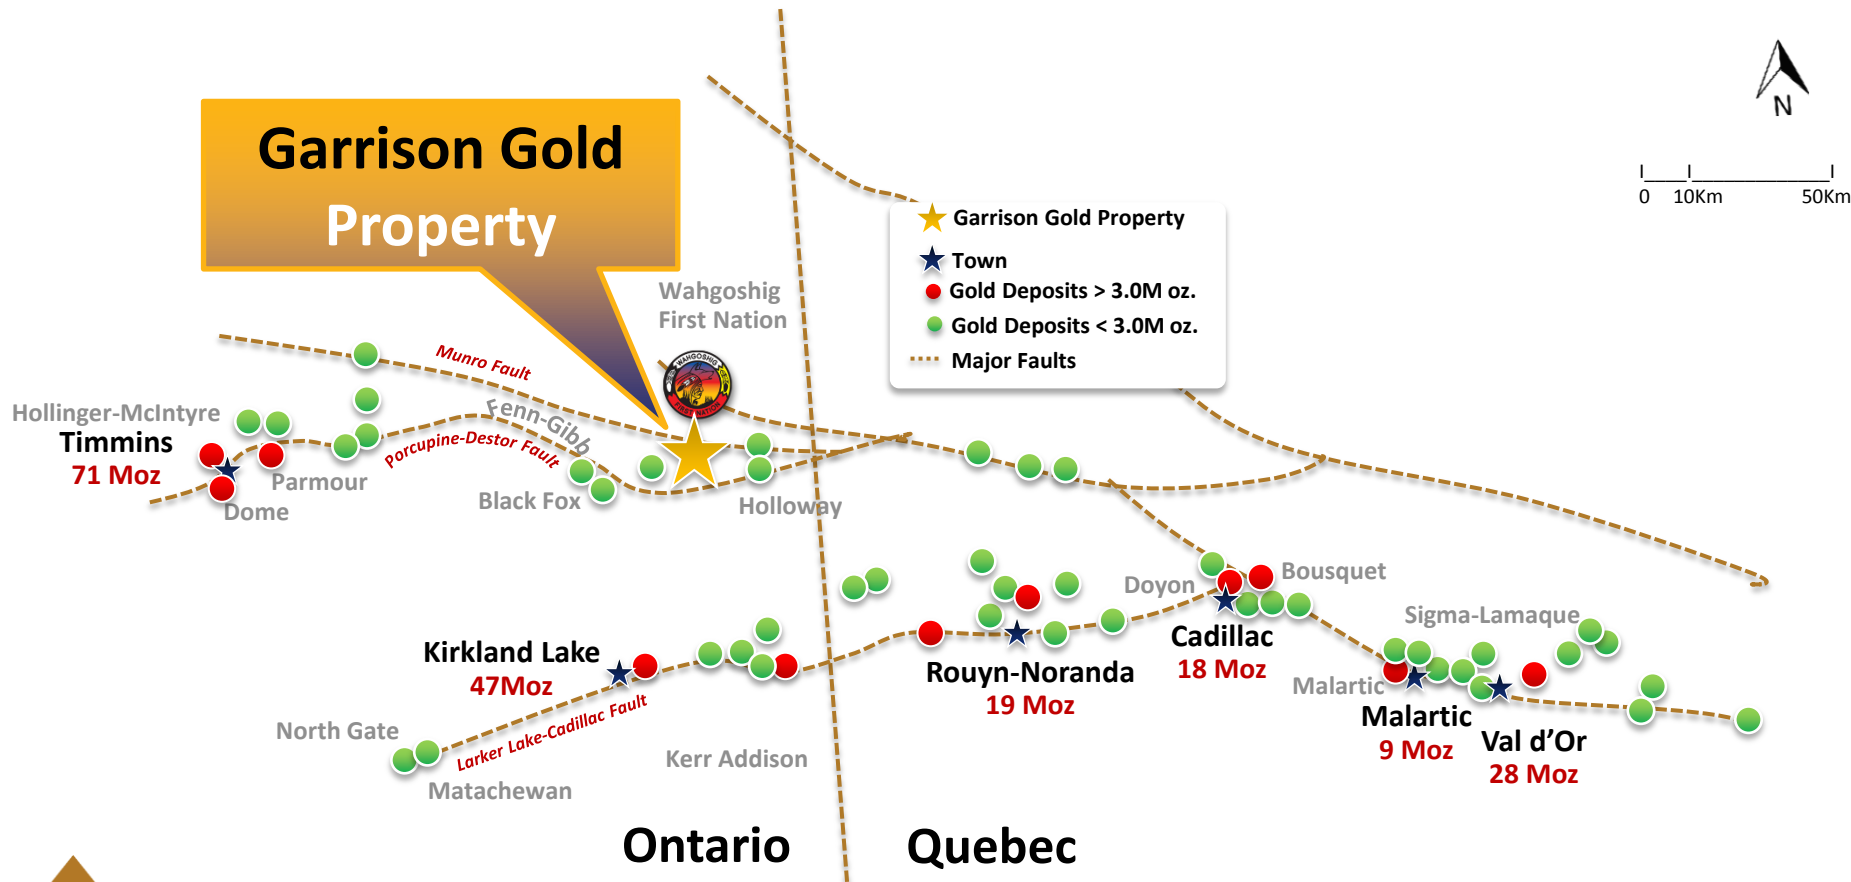 Garrison Gold
Property
N
0 10Km 50Km
Garrison Gold Property
Town
Gold Deposits > 3.0M oz.
Gold Deposits < 3.0M oz.
Major Faults
Wahgoshig
First Nation
WAHGOSHIG
FIRST NATION
Munro Fault
Fenn-Gibb
Porcupine-Destor Fault
Hollinger-McIntyre
Timmins
71 Moz
Parmour
Dome
Black Fox
Holloway
Doyon
Bousquet
Cadillac
18 Moz
Sigma-Lamaque
Kirkland Lake
47Moz
Rouyn-Noranda
19 Moz
Malartic
Malartic
9 Moz
Val d’Or
28 Moz
North Gate
Larker Lake-Cadillac Fault
Matachewan
Kerr Addison
Ontario
Quebec